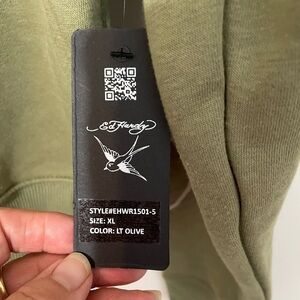 Ed Hardy
STYLE#EHWR1501-S
SIZE: XL
COLOR: LT OLIVE